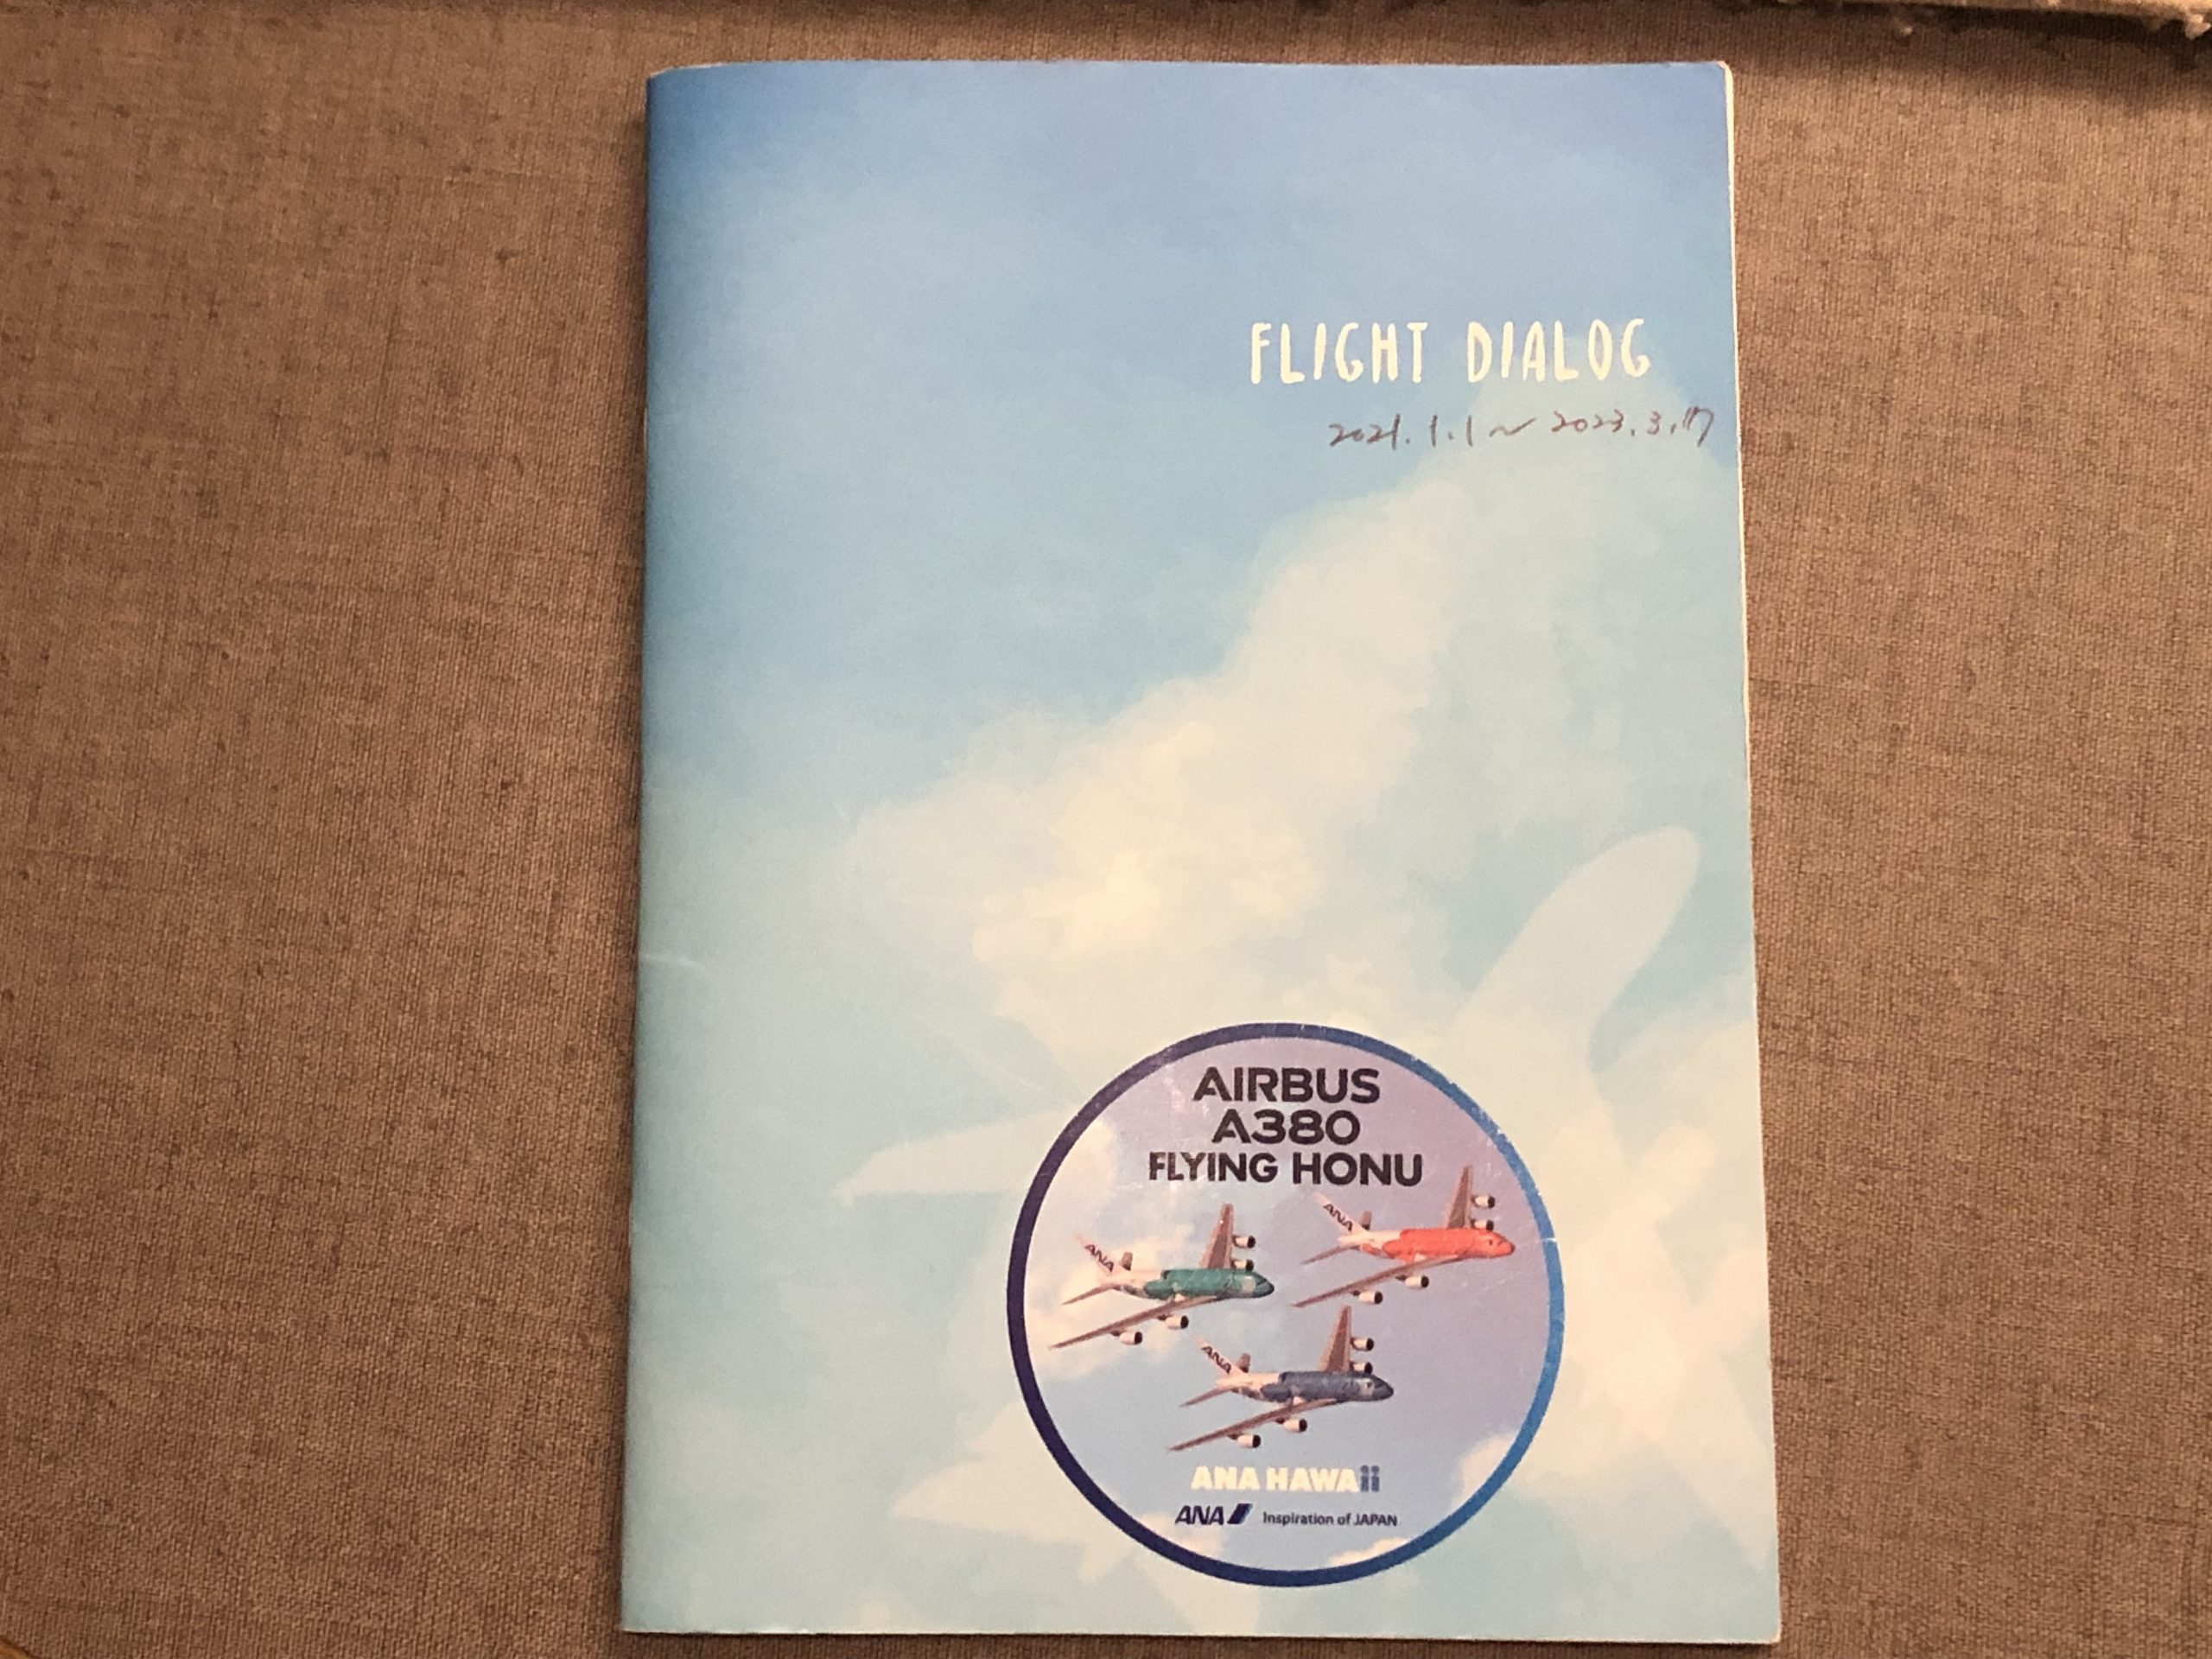 FLIGHT DIALOG
2021.1.1～2023.3.17
AIRBUS
A380
FLYING HONU
ANA
ANA
ANA
ANA HAWAii
ANA Inspiration of JAPAN